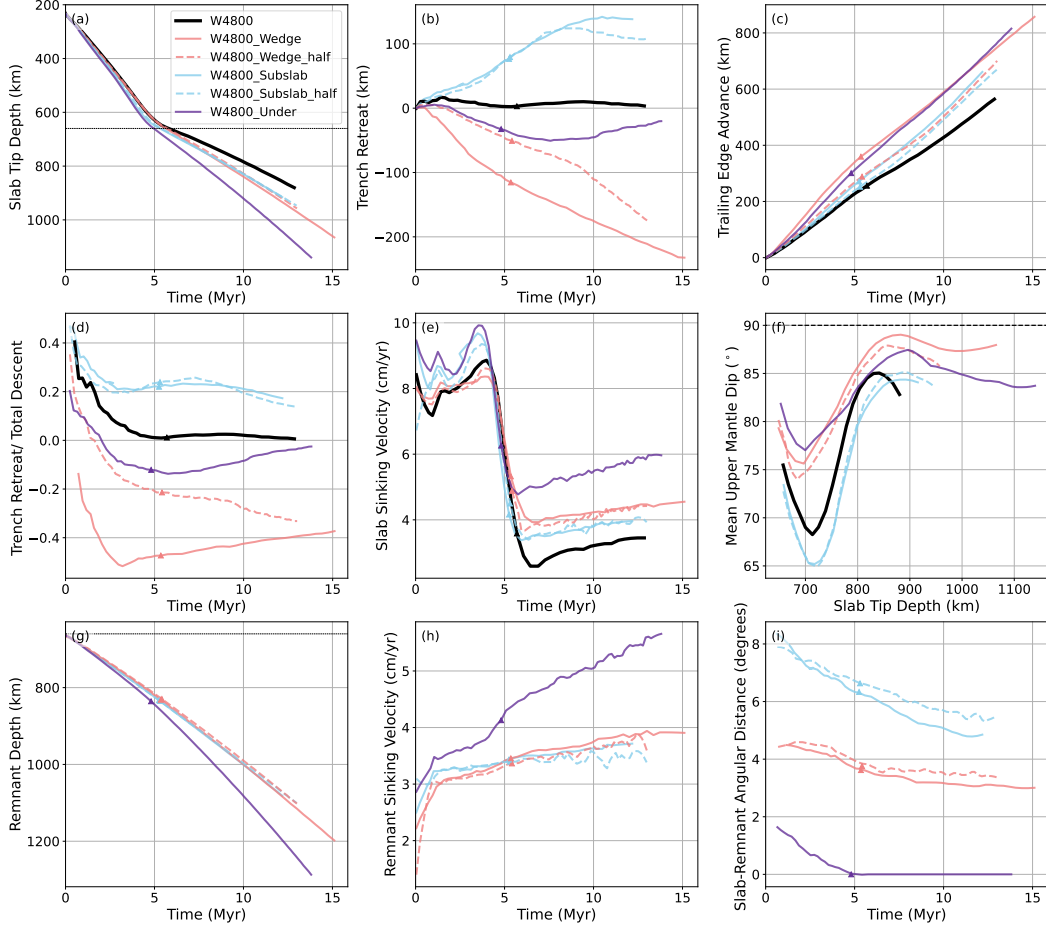 (a)
200
400
600
800
1000
Slab Tip Depth (km)
0
5
10
15
Time (Myr)
W4800
W4800_Wedge
W4800_Wedge_half
W4800_Subslab
W4800_Subslab_half
W4800_Under
(b)
100
0
−100
−200
Trench Retreat (km)
0
5
10
15
Time (Myr)
(c)
800
600
400
200
0
Trailing Edge Advance (km)
0
5
10
15
Time (Myr)
(d)
0.4
0.2
0.0
−0.2
−0.4
Trench Retreat/ Total Descent
0
5
10
15
Time (Myr)
(e)
10
8
6
4
Slab Sinking Velocity (cm/yr)
0
5
10
15
Time (Myr)
(f)
90
85
80
75
70
65
Mean Upper Mantle Dip (°)
700
800
900
1000
1100
Slab Tip Depth (km)
(g)
800
1000
1200
Remnant Depth (km)
0
5
10
15
Time (Myr)
(h)
5
4
3
2
Remnant Sinking Velocity (cm/yr)
0
5
10
15
Time (Myr)
(i)
8
6
4
2
0
Slab-Remnant Angular Distance (degrees)
0
5
10
15
Time (Myr)